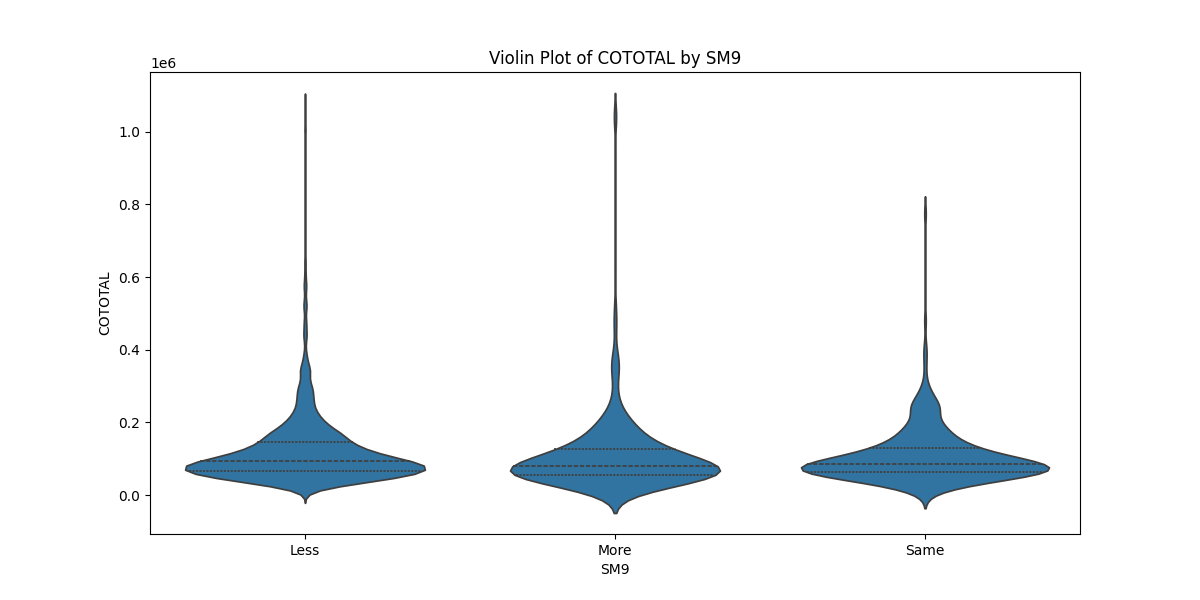 Violin Plot of COTOTAL by SM9
1e6
1.0
0.8
0.6
0.4
0.2
0.0
COTOTAL
Less More Same
SM9